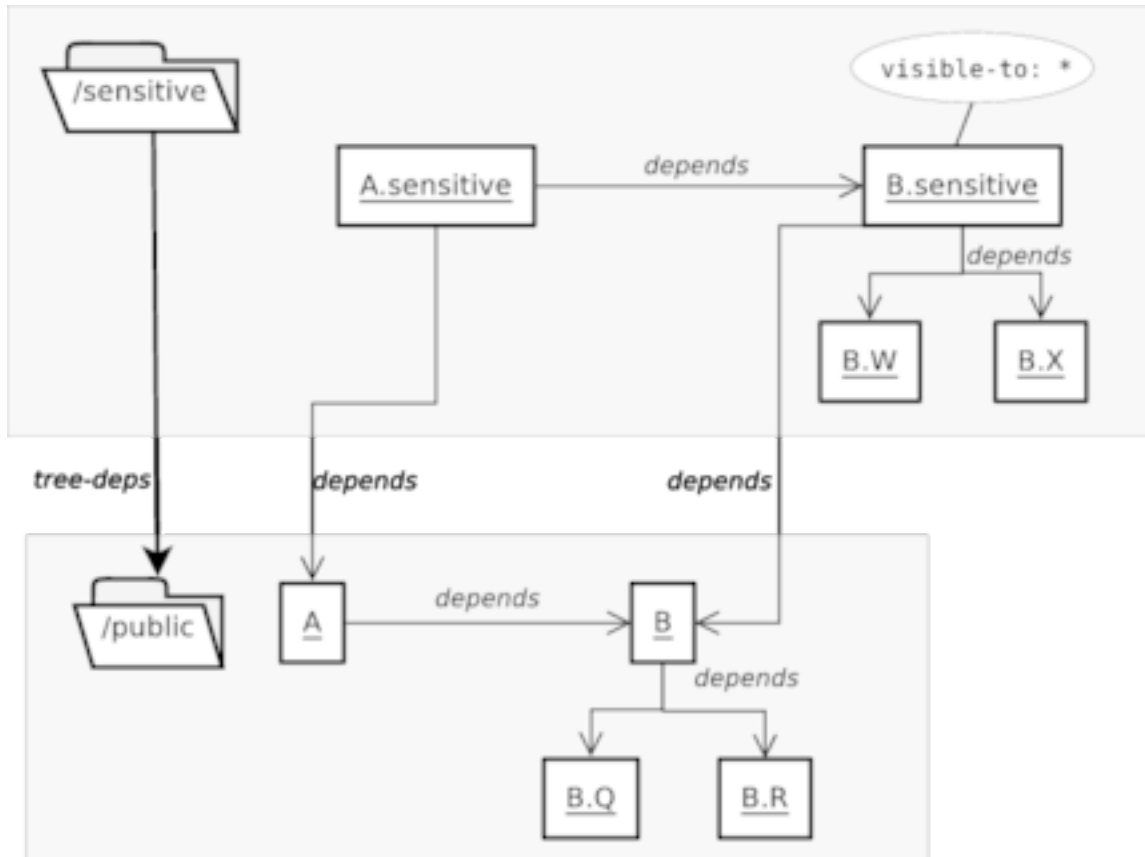 /sensitive
visible-to: *
A.sensitive
depends
B.sensitive
depends
B.W
B.X
tree-deps
depends
depends
/public
A
depends
B
depends
B.Q
B.R